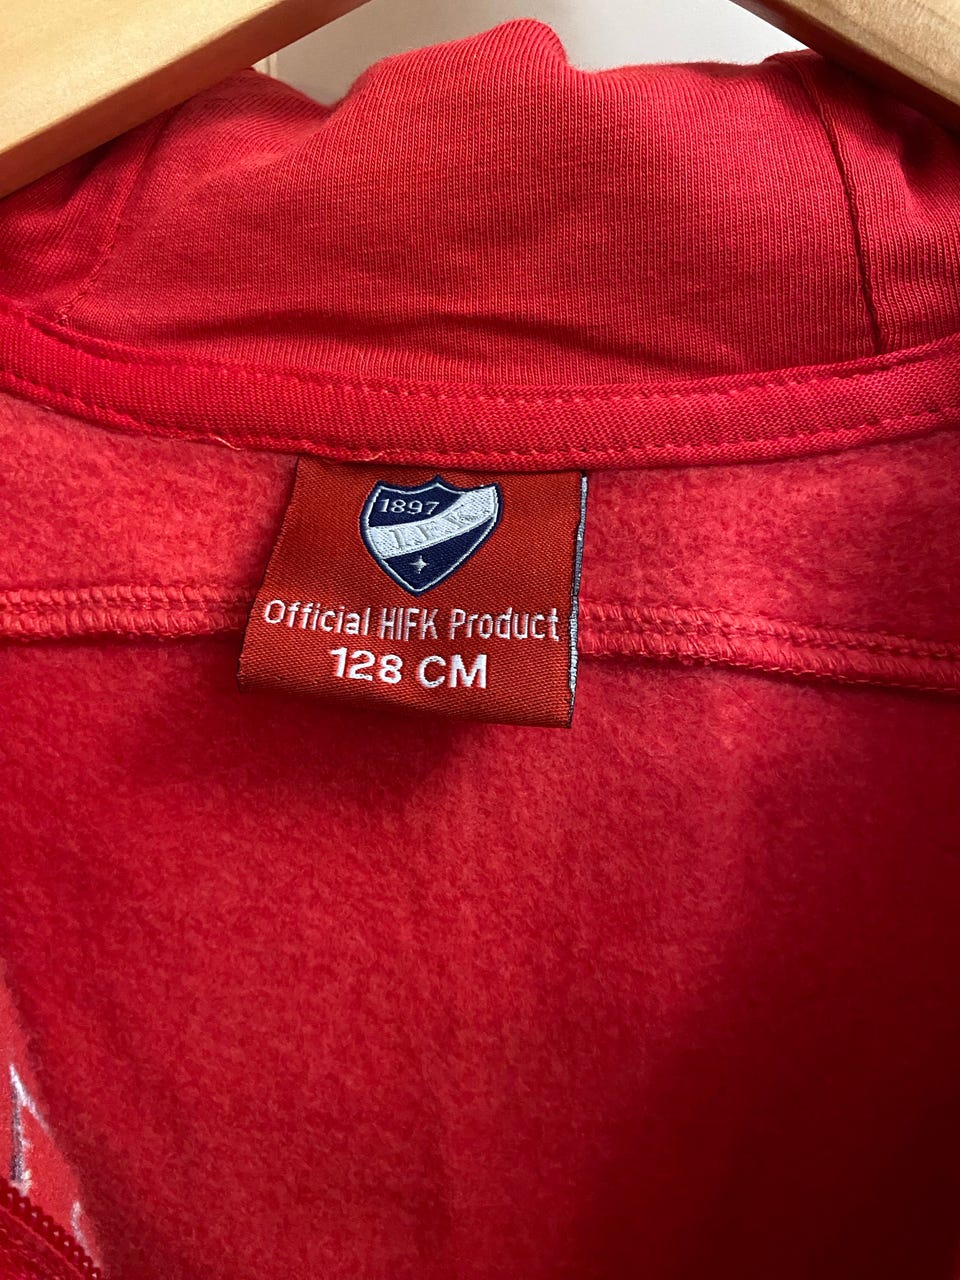 1897
I.F.K.
Official HIFK Product
128 CM